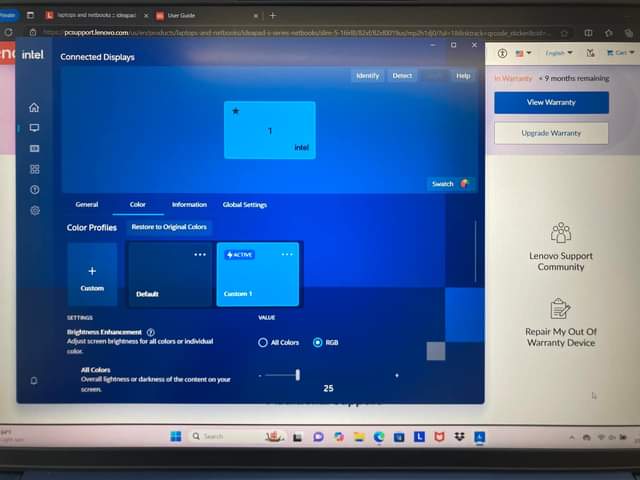 Private
laptops and netbooks :: ideapad
User Guide
https://pcsupport.lenovo.com/us/en/products/laptops-and-netbooks/ideapad-s-series-netbooks/slim-5-16irl8/82xf/82xf0019us/
intel
Connected Displays
Identify
Detect
Help
★
1
intel
Swatch
General
Color
Information
Global Settings
Color Profiles
Restore to Original Colors
+
Custom
...
Default
ACTIVE
...
Custom 1
SETTINGS
VALUE
Brightness Enhancement ?
Adjust screen brightness for all colors or individual
color.
All Colors
RGB
All Colors
Overall lightness or darkness of the content on your
screen.
-
+
25
English
Cart
In Warranty
< 9 months remaining
View Warranty
Upgrade Warranty
Lenovo Support
Community
Repair My Out Of
Warranty Device
Search